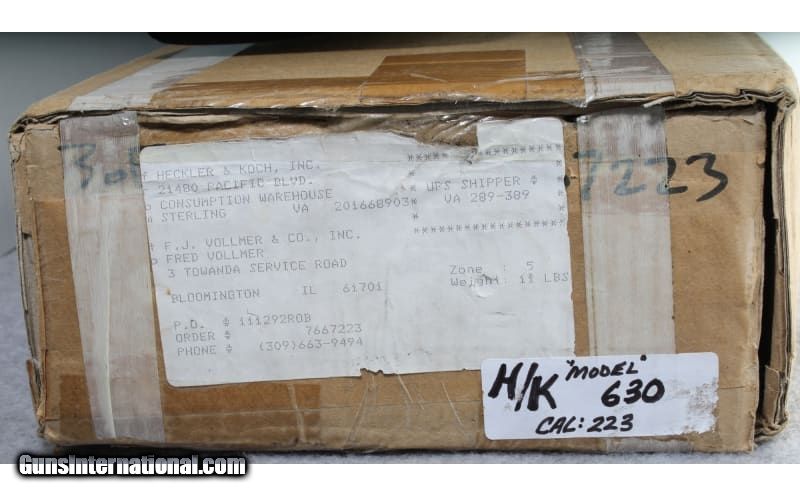 HECKLER & KOCH, INC.
21480 PACIFIC BLVD.
CONSUMPTION WAREHOUSE
STERLING VA 201668903
UPS SHIPPER #
VA 289-389
F.J. VOLLMER & CO., INC.
FRED VOLLMER
3 TOWANDA SERVICE ROAD
BLOOMINGTON IL 61701
Zone : 5
Weight: 11 LBS
P.O. # 111292ROB
ORDER # 7667223
PHONE # (309)663-9494
7223
H/K "MODEL" 630
CAL: 223
GunsInternational.com